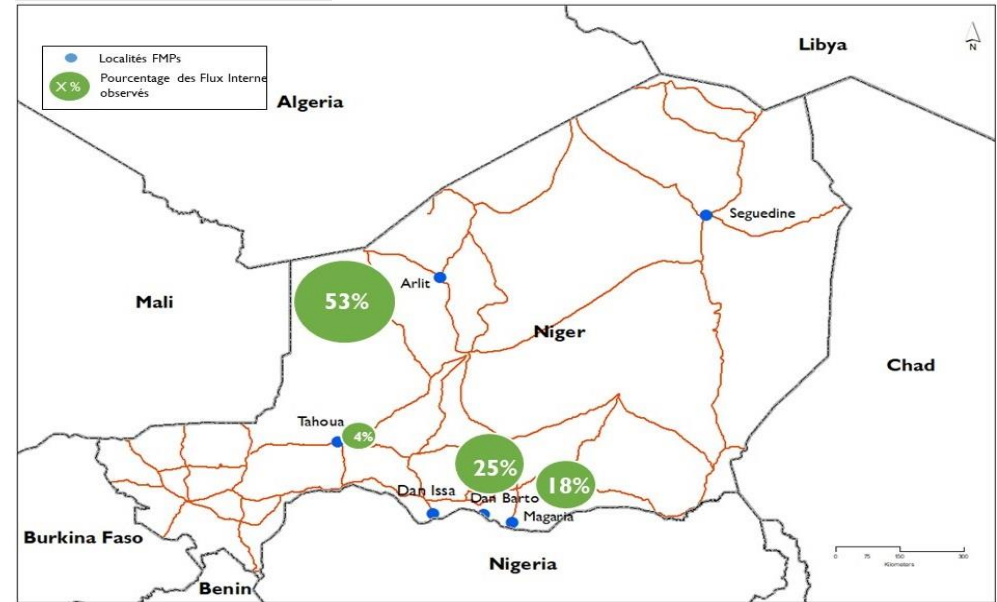 Localités FMPs
X %
Pourcentage des Flux Interne
observés
N
Libya
Algeria
Seguedine
Arlit
Mali
53%
Niger
Chad
Tahoua
4%
25%
18%
Dan Issa
Dan Barto
Magaria
Burkina Faso
Nigeria
Benin
0 75 150 300
Kilometers